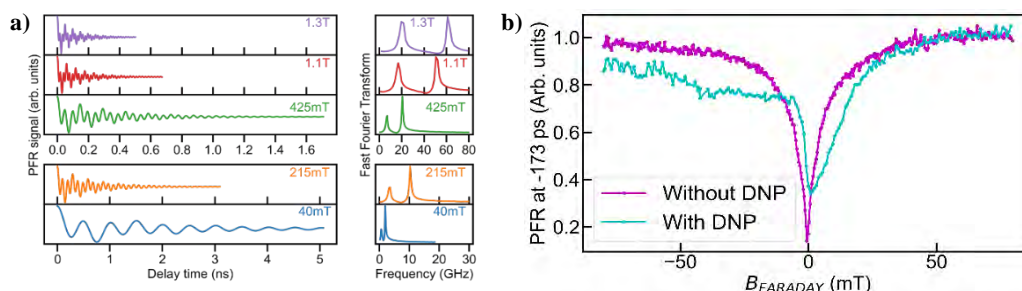 a)
PFR signal (arb. units)
1.3T
1.1T
425mT
0.0 0.2 0.4 0.6 0.8 1.0 1.2 1.4 1.6
215mT
40mT
0 1 2 3 4 5
Delay time (ns)
Fast Fourier Transform
1.3T
1.1T
425mT
0 20 40 60 80
215mT
40mT
0 10 20 30
Frequency (GHz)
b)
PFR at -173 ps (Arb. units)
1.0
0.8
0.6
0.4
0.2
Without DNP
With DNP
−50 0 50
B_FARADAY (mT)